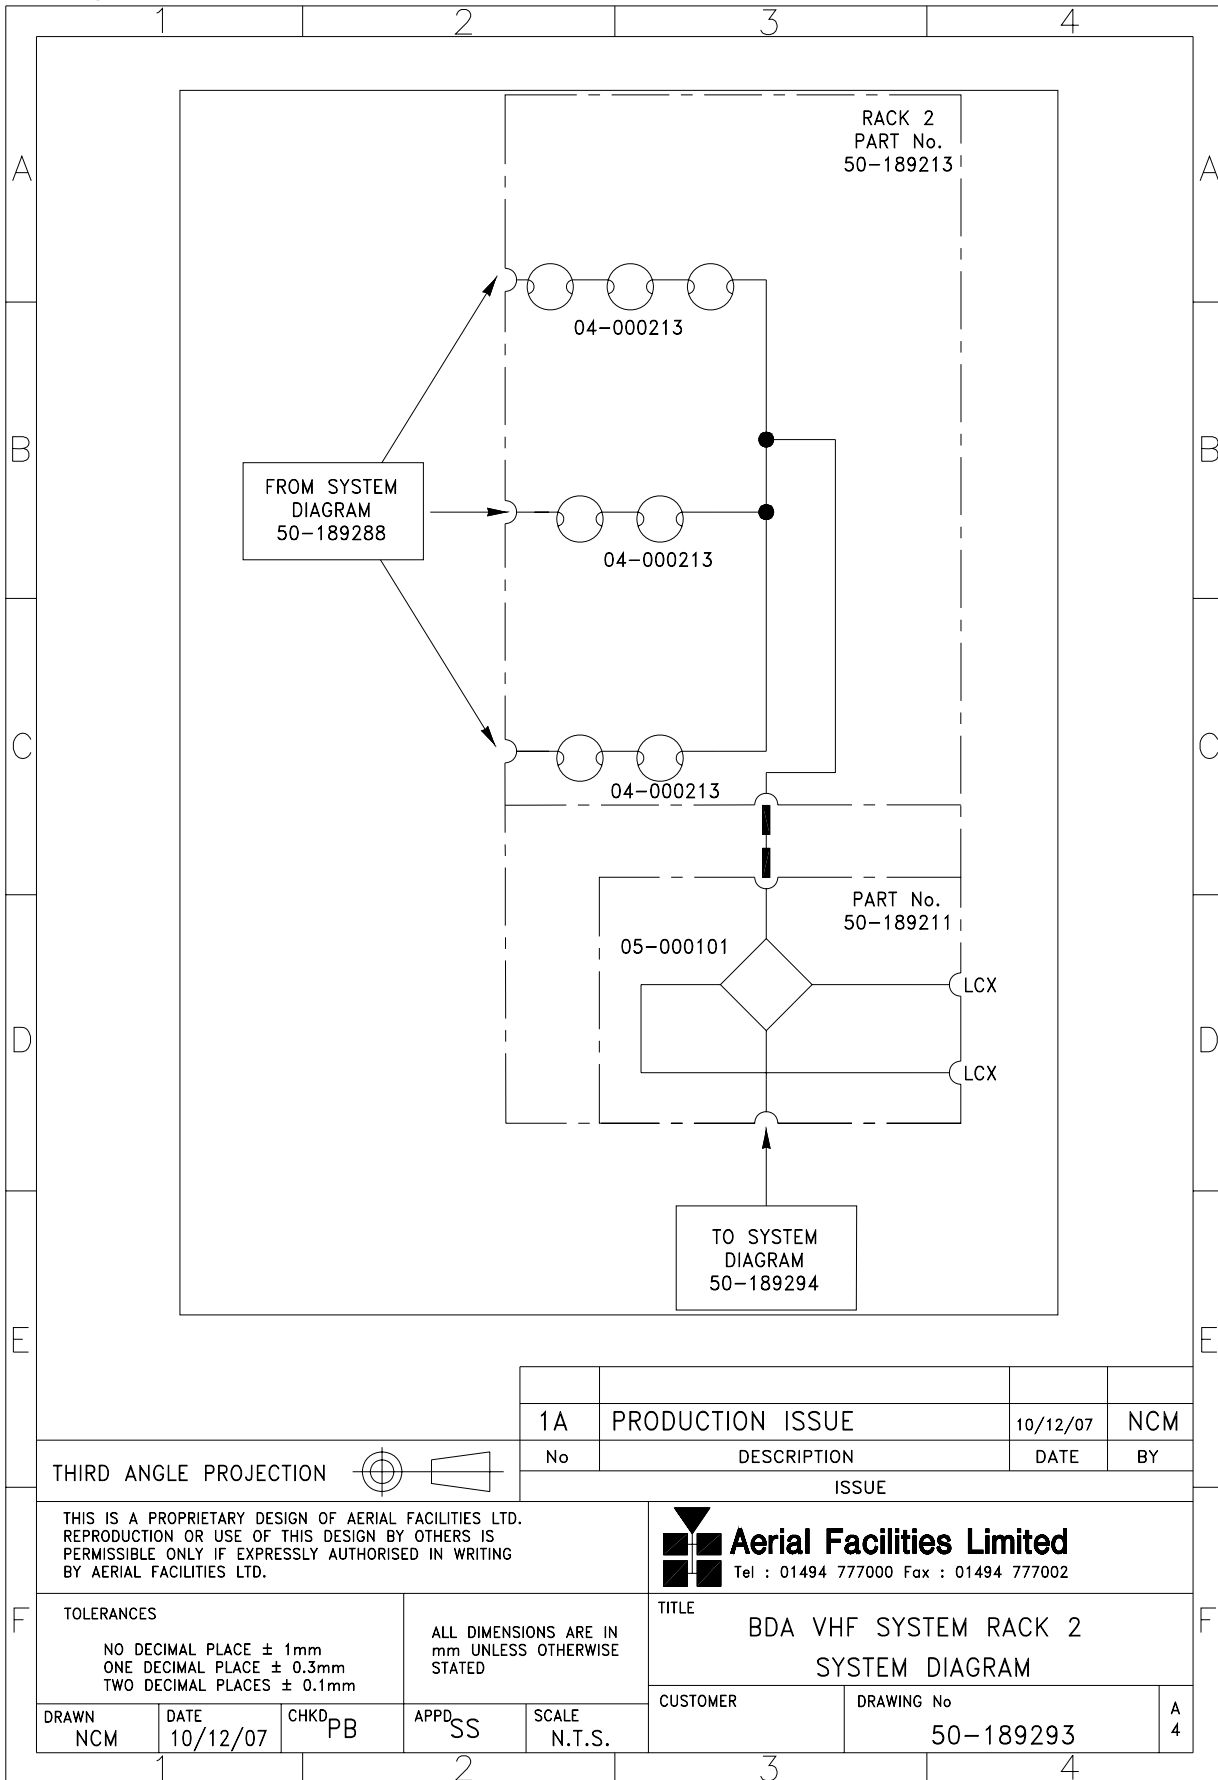 1 2 3 4
RACK 2
PART No.
50-189213
A A
04-000213
B B
FROM SYSTEM
DIAGRAM
50-189288
04-000213
C C
04-000213
PART No.
50-189211
05-000101
LCX
D D
LCX
TO SYSTEM
DIAGRAM
50-189294
E E
1A PRODUCTION ISSUE 10/12/07 NCM
No DESCRIPTION DATE BY
THIRD ANGLE PROJECTION
ISSUE
THIS IS A PROPRIETARY DESIGN OF AERIAL FACILITIES LTD.
REPRODUCTION OR USE OF THIS DESIGN BY OTHERS IS
PERMISSIBLE ONLY IF EXPRESSLY AUTHORISED IN WRITING
BY AERIAL FACILITIES LTD.
Aerial Facilities Limited
Tel : 01494 777000 Fax : 01494 777002
F F
TOLERANCES
NO DECIMAL PLACE ± 1mm
ONE DECIMAL PLACE ± 0.3mm
TWO DECIMAL PLACES ± 0.1mm
ALL DIMENSIONS ARE IN
mm UNLESS OTHERWISE
STATED
TITLE
BDA VHF SYSTEM RACK 2
SYSTEM DIAGRAM
CUSTOMER
DRAWING No
50-189293
A
4
DRAWN
NCM
DATE
10/12/07
CHKD
PB
APPD
SS
SCALE
N.T.S.
1 2 3 4